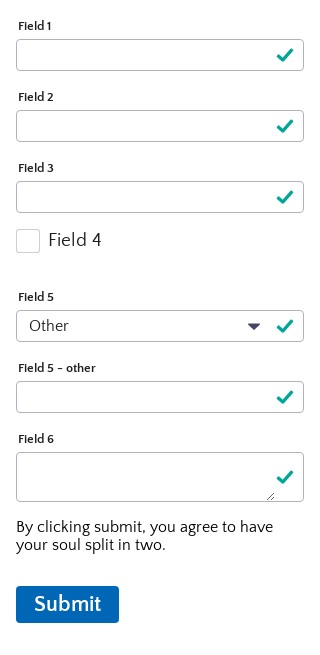 Field 1
Field 2
Field 3
Field 4
Field 5
Other
Field 5 - other
Field 6
By clicking submit, you agree to have
your soul split in two.
Submit